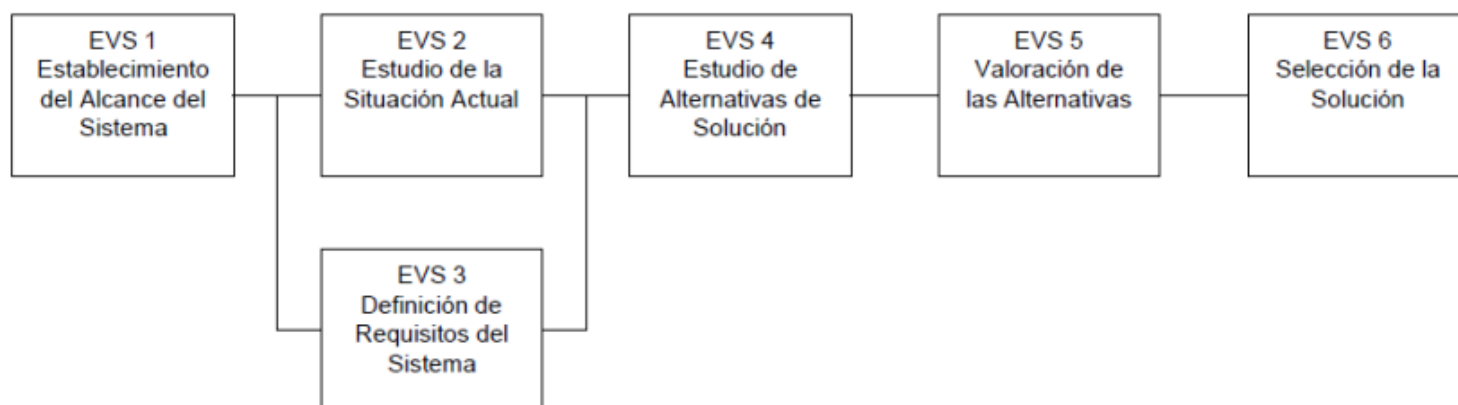 EVS 1
Establecimiento
del Alcance del
Sistema
EVS 2
Estudio de la
Situación Actual
EVS 4
Estudio de
Alternativas de
Solución
EVS 5
Valoración de
las Alternativas
EVS 6
Selección de la
Solución
EVS 3
Definición de
Requisitos del
Sistema